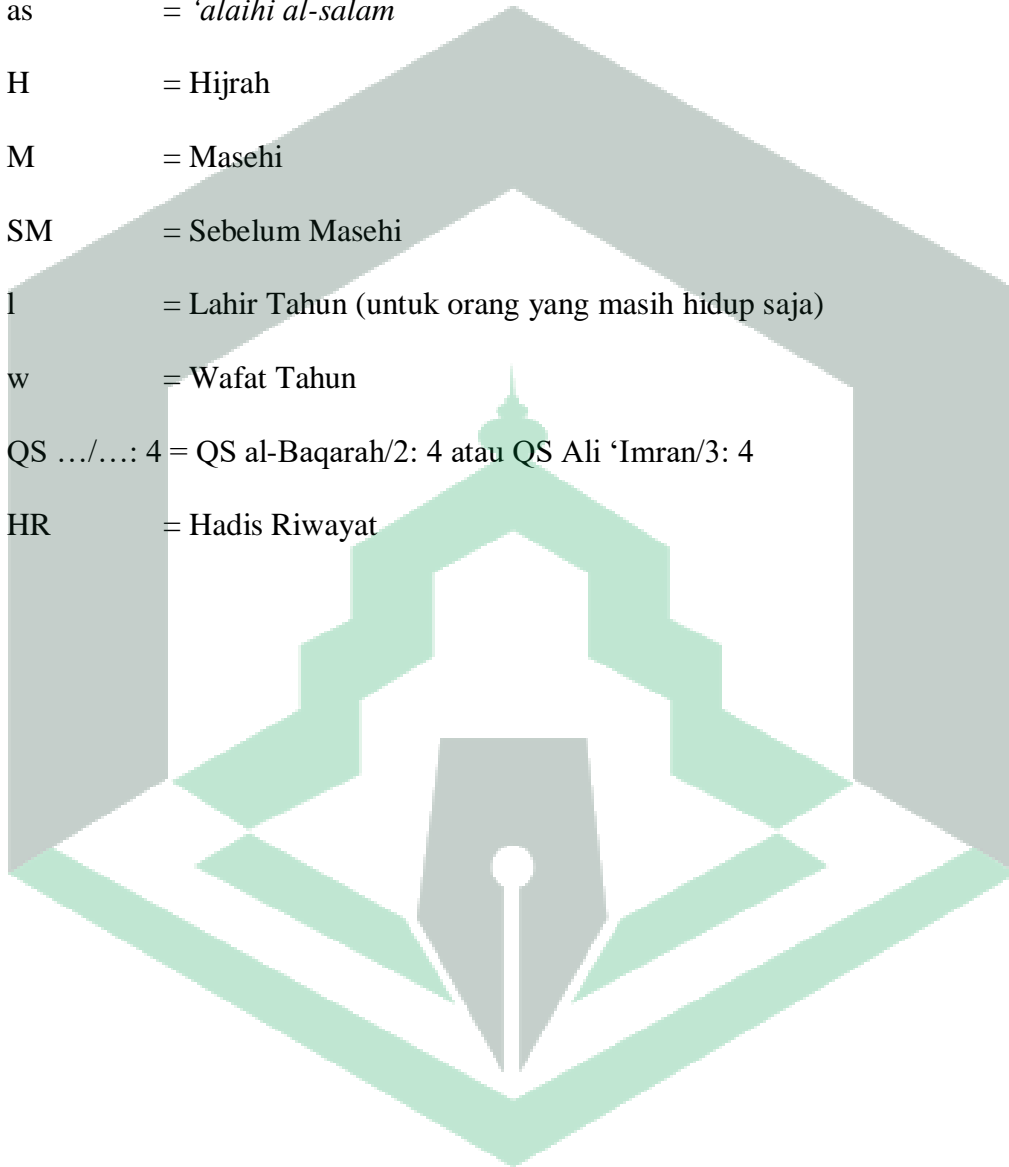 as = ‘alaihi al-salam
H = Hijrah
M = Masehi
SM = Sebelum Masehi
l = Lahir Tahun (untuk orang yang masih hidup saja)
w = Wafat Tahun
QS …/…: 4 = QS al-Baqarah/2: 4 atau QS Ali ‘Imran/3: 4
HR = Hadis Riwayat